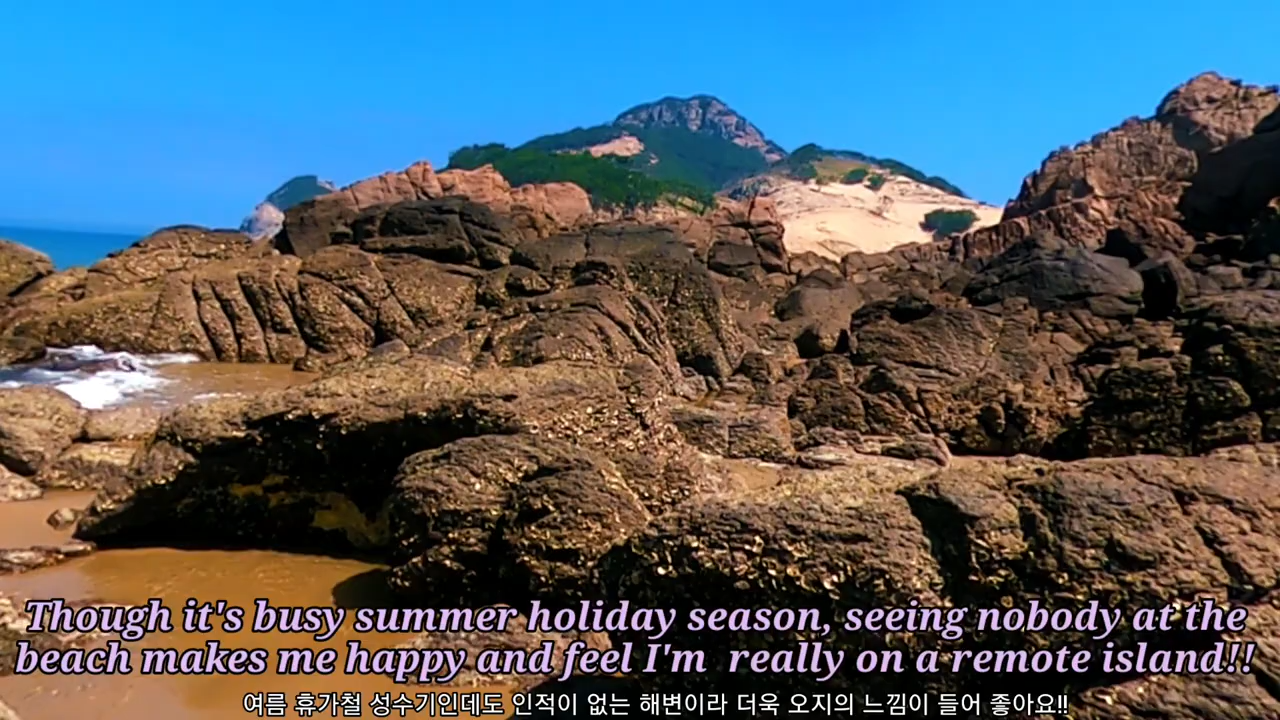 Though it's busy summer holiday season, seeing nobody at the
beach makes me happy and feel I'm really on a remote island!!
여름 휴가철 성수기인데도 인적이 없는 해변이라 더욱 오지의 느낌이 들어 좋아요!!